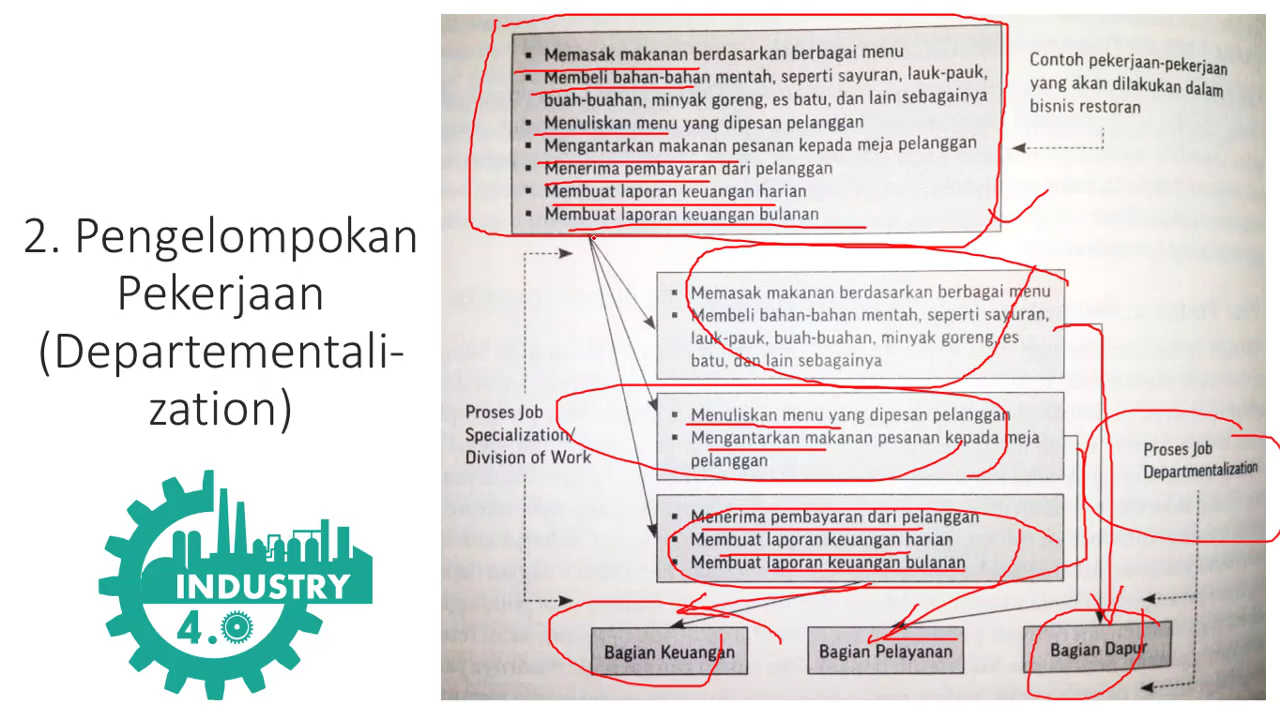 2. Pengelompokan
Pekerjaan
(Departementali-
zation)
INDUSTRY
4.0
Memasak makanan berdasarkan berbagai menu
Membeli bahan-bahan mentah, seperti sayuran, lauk-pauk,
buah-buahan, minyak goreng, es batu, dan lain sebagainya
Menuliskan menu yang dipesan pelanggan
Mengantarkan makanan pesanan kepada meja pelanggan
Menerima pembayaran dari pelanggan
Membuat laporan keuangan harian
Membuat laporan keuangan bulanan
Contoh pekerjaan-pekerjaan
yang akan dilakukan dalam
bisnis restoran
Memasak makanan berdasarkan berbagai menu
Membeli bahan-bahan mentah, seperti sayuran,
lauk-pauk, buah-buahan, minyak goreng, es
batu, dan lain sebagainya
Proses Job
Specialization/
Division of Work
Menuliskan menu yang dipesan pelanggan
Mengantarkan makanan pesanan kepada meja
pelanggan
Proses Job
Departmentalization
Menerima pembayaran dari pelanggan
Membuat laporan keuangan harian
Membuat laporan keuangan bulanan
Bagian Keuangan
Bagian Pelayanan
Bagian Dapur